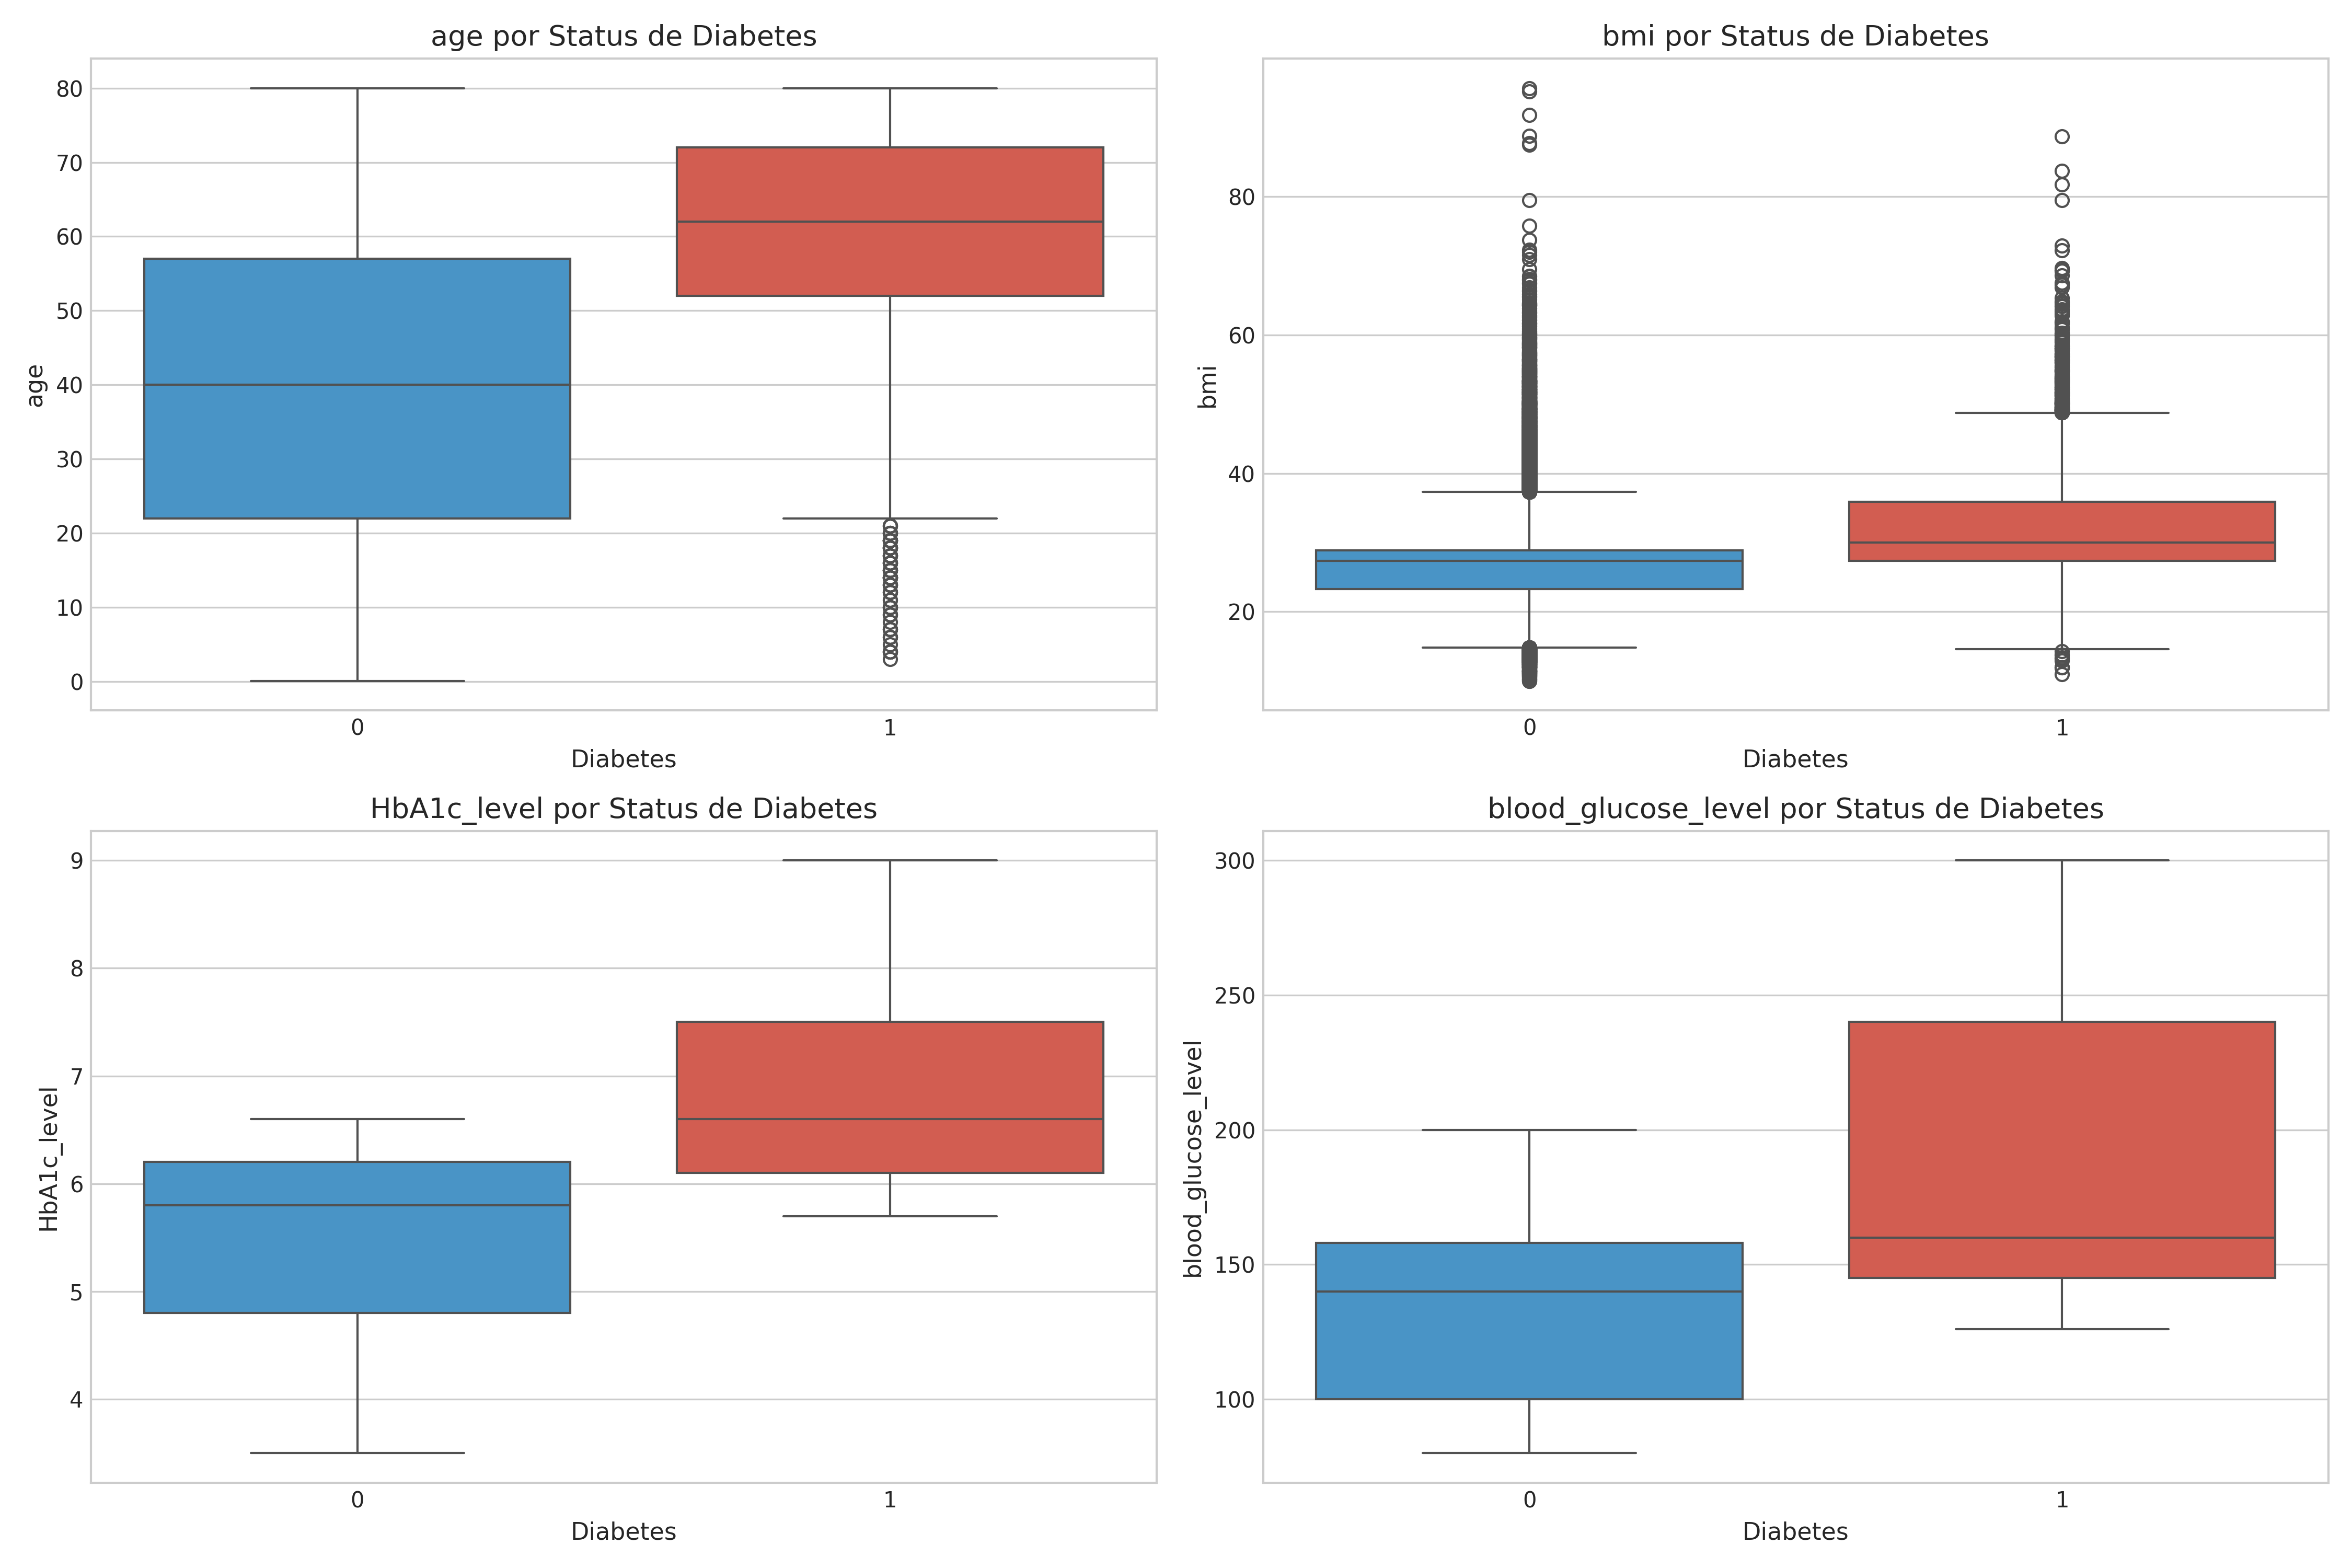 age por Status de Diabetes
80
70
60
50
40
30
20
10
0
age
0 1
Diabetes
bmi por Status de Diabetes
80
60
40
20
bmi
0 1
Diabetes
HbA1c_level por Status de Diabetes
9
8
7
6
5
4
HbA1c_level
0 1
Diabetes
blood_glucose_level por Status de Diabetes
300
250
200
150
100
blood_glucose_level
0 1
Diabetes